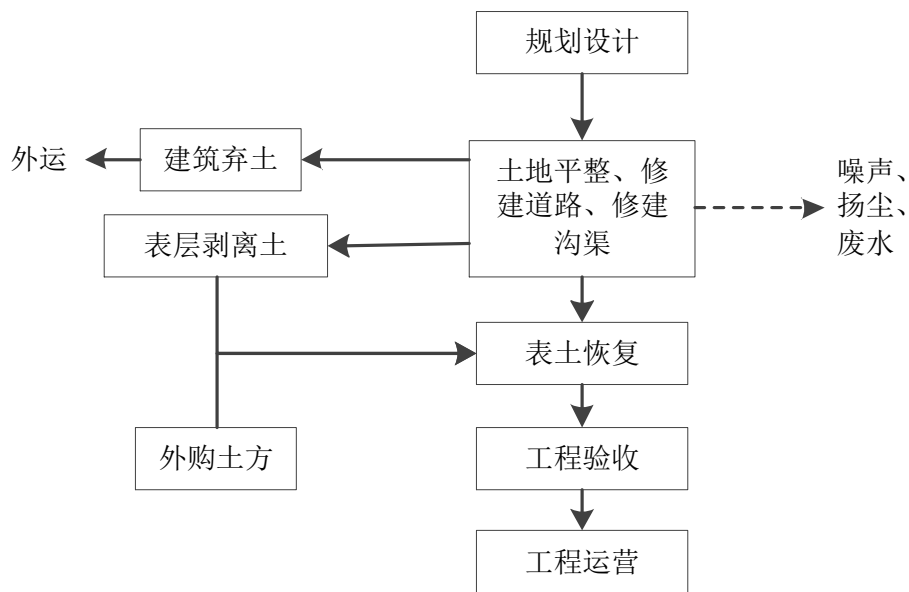 规划设计
外运
建筑弃土
土地平整、修
建道路、修建
沟渠
噪声、
扬尘、
废水
表层剥离土
表土恢复
外购土方
工程验收
工程运营